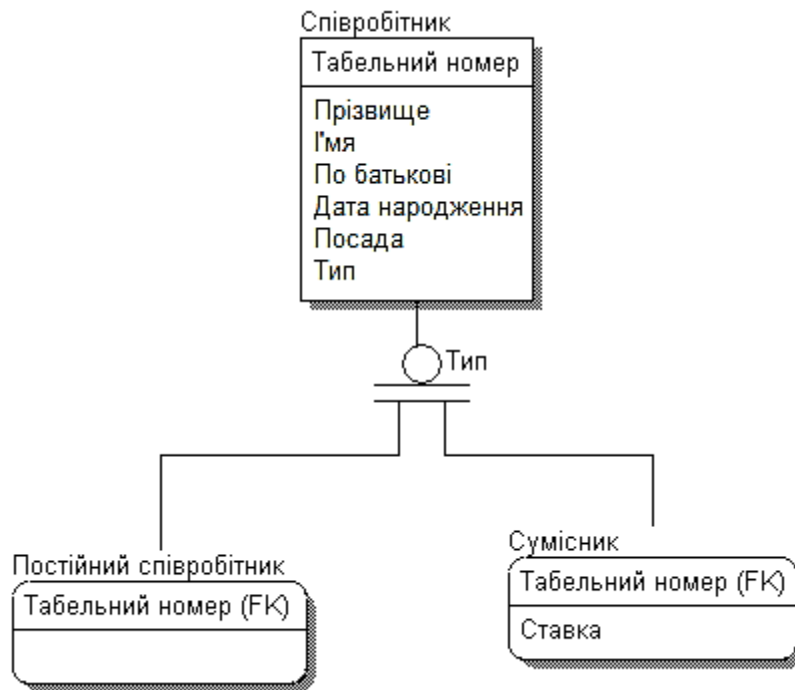 Співробітник
Табельний номер
Прізвище
І'мя
По батькові
Дата народження
Посада
Тип
Тип
Постійний співробітник
Табельний номер (FK)
Сумісник
Табельний номер (FK)
Ставка